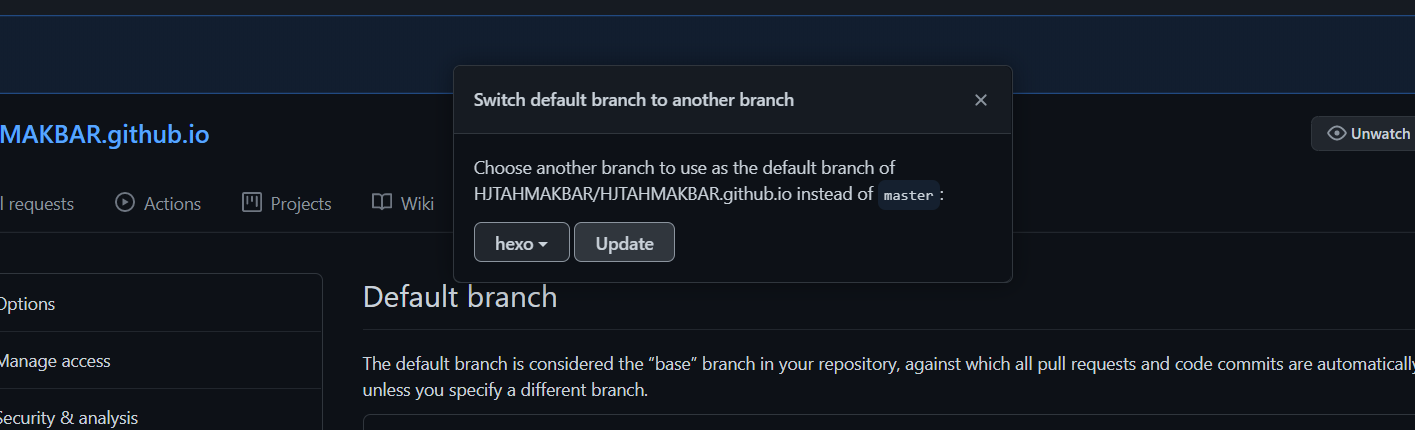 Switch default branch to another branch
MAKBAR.github.io
Unwatch
Choose another branch to use as the default branch of
HJTAHMAKBAR/HJTAHMAKBAR.github.io instead of master:
l requests
Actions
Projects
Wiki
hexo
Update
Options
Default branch
Manage access
The default branch is considered the “base” branch in your repository, against which all pull requests and code commits are automatically
unless you specify a different branch.
Security & analysis